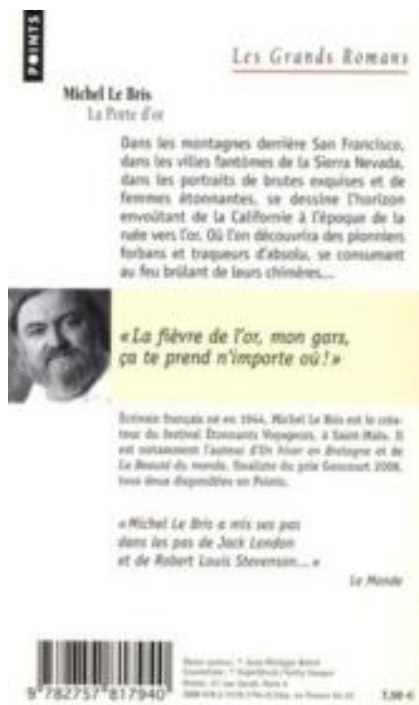 POINTS
Les Grands Romans
Michel Le Bris
La Porte d'or
Dans les montagnes derrière San Francisco,
dans les villes fantômes de la Sierra Nevada,
dans les portraits de brutes exquises et de
femmes étonnantes, se dessine l'horizon
envoûtant de la Californie à l'époque de la
ruée vers l'or. Où l'on découvrira des pionniers
forbans et traqueurs d'absolu, se consumant
au feu brûlant de leurs chimères...
«La fièvre de l'or, mon gars,
ça te prend n'importe où!»
Écrivain français né en 1944, Michel Le Bris est le créa-
teur du festival Étonnants Voyageurs, à Saint-Malo. Il
est notamment l'auteur d'Un hiver en Bretagne et de
La Beauté du monde, finaliste du prix Goncourt 2008,
tous deux disponibles en Points.
«Michel Le Bris a mis ses pas
dans les pas de Jack London
et de Robert Louis Stevenson...»
Le Monde
9 782757 817940